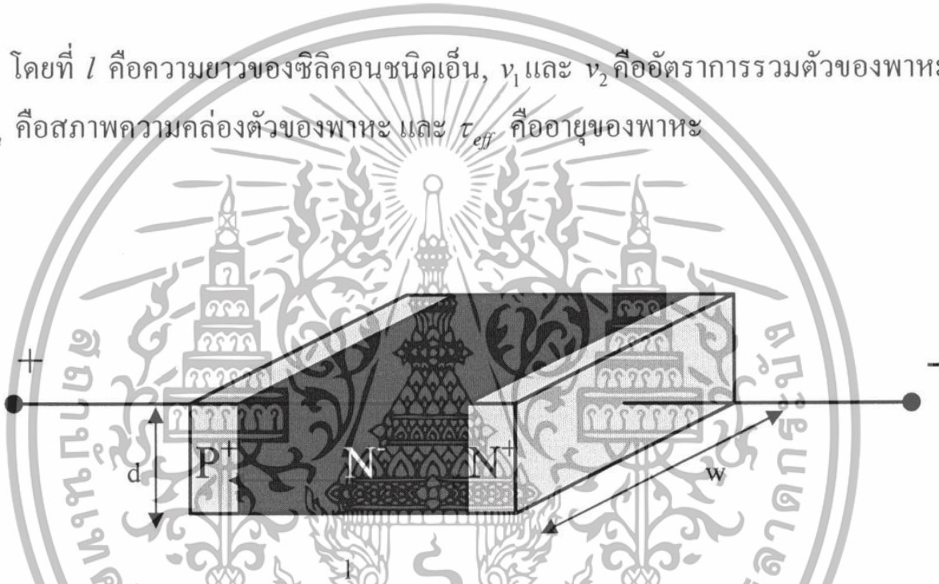 โดยที่ l คือความยาวของซิลิคอนชนิดเอ็น, v₁ และ v₂ คืออัตราการรวมตัวของพาหะ
คือสภาพความคล่องตัวของพาหะ และ τ_eff คืออายุของพาหะ
+
-
d
P⁺
N⁻
N⁺
w
l